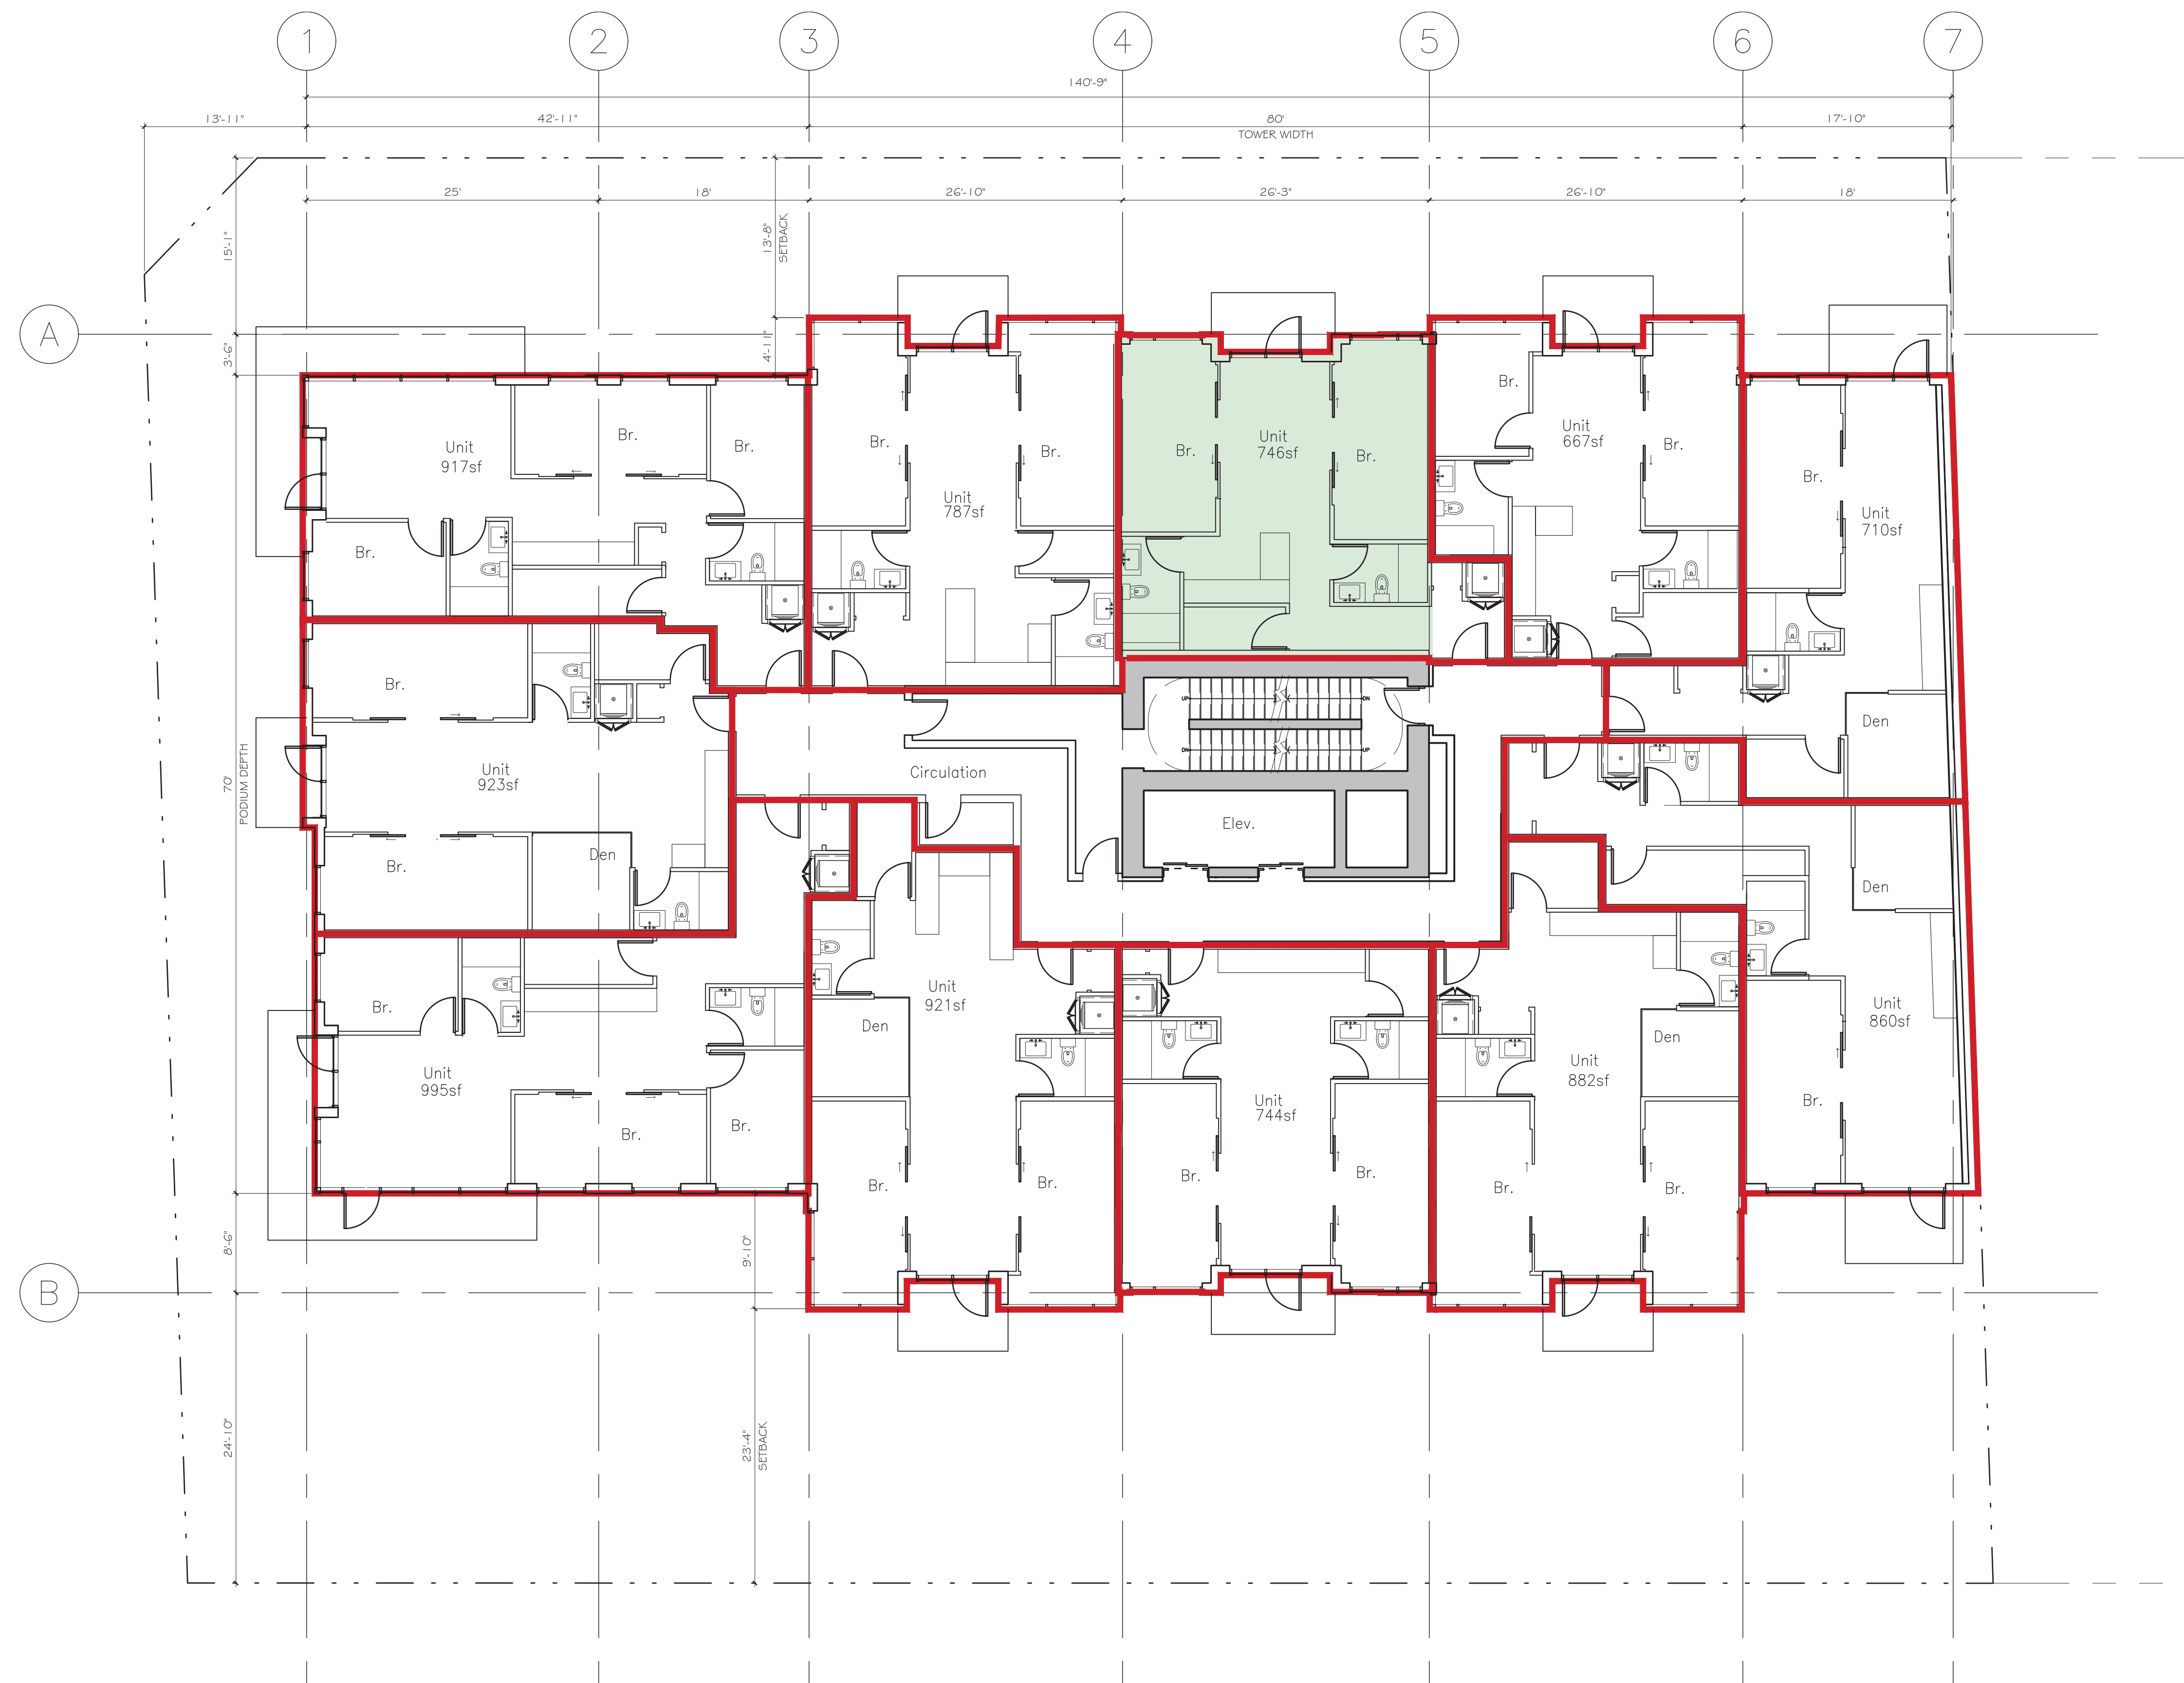 1 2 3 4 5 6 7
140'-9"
13'-11" 42'-11" 80' 17'-10"
TOWER WIDTH
25' 18' 26'-10" 26'-3" 26'-10" 18'
15'-1"
13'-8"
SETBACK
A
3'-6"
4'-11"
Unit
917sf
Br.
Br.
Br.
Br.
Unit
787sf
Br.
Br.
Unit
746sf
Br.
Br.
Unit
667sf
Br.
Br.
Unit
710sf
Den
Br.
Unit
923sf
Br.
Den
70'
PODIUM DEPTH
Circulation
UP
DN
DN
UP
Elev.
Br.
Unit
995sf
Br.
Br.
Unit
921sf
Den
Br.
Br.
Unit
744sf
Br.
Br.
Unit
882sf
Den
Br.
Br.
Den
Unit
860sf
Br.
8'-6"
9'-10"
B
24'-10"
23'-4"
SETBACK